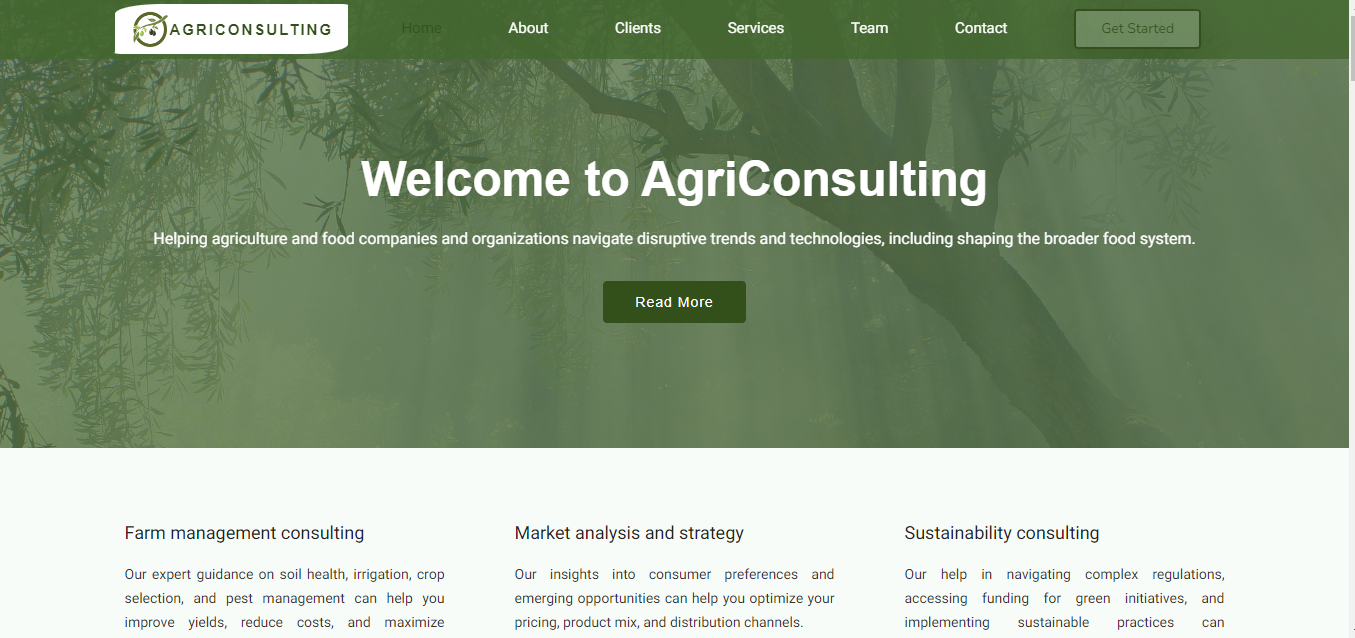 AGRICONSULTING
Home About Clients Services Team Contact Get Started
Welcome to AgriConsulting
Helping agriculture and food companies and organizations navigate disruptive trends and technologies, including shaping the broader food system.
Read More
Farm management consulting
Our expert guidance on soil health, irrigation, crop
selection, and pest management can help you
improve yields, reduce costs, and maximize
Market analysis and strategy
Our insights into consumer preferences and
emerging opportunities can help you optimize your
pricing, product mix, and distribution channels.
Sustainability consulting
Our help in navigating complex regulations,
accessing funding for green initiatives, and
implementing sustainable practices can